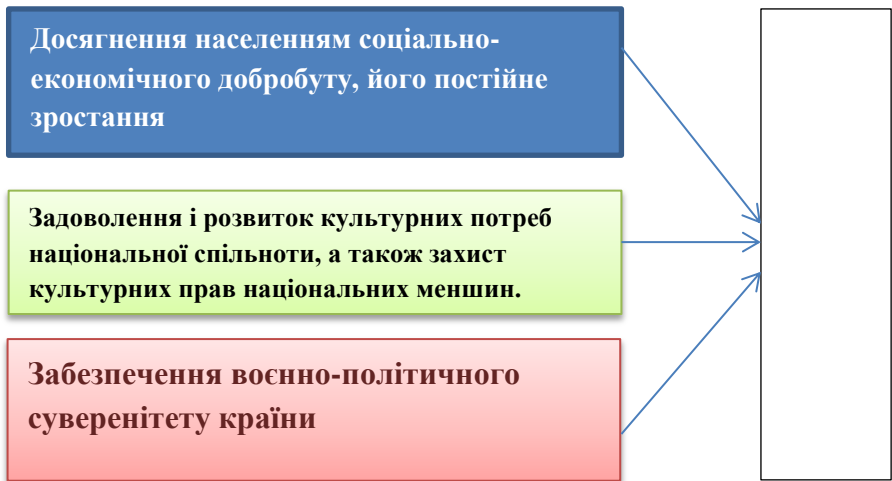 Досягнення населенням соціально-
економічного добробуту, його постійне
зростання
Задоволення і розвиток культурних потреб
національної спільноти, а також захист
культурних прав національних меншин.
Забезпечення воєнно-політичного
суверенітету країни